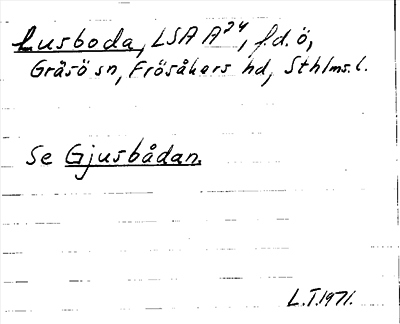 Lusboda, LSA A²⁴, f.d. ö,
Gräsö sn, Frösåkers hd, Sthlms. l.
Se Gjusbådan.
L.T. 1971.